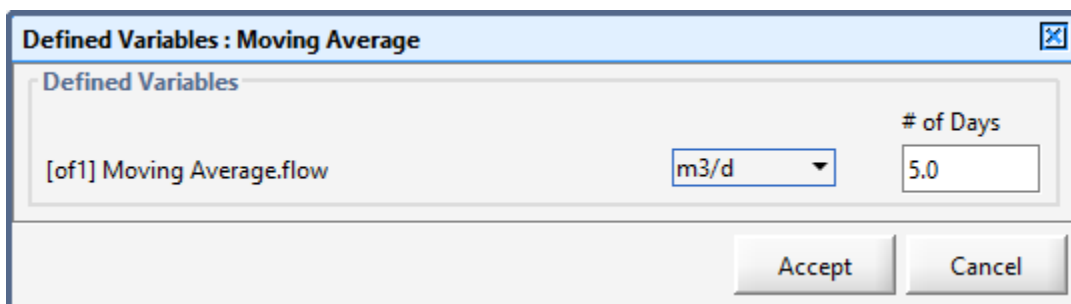 Defined Variables : Moving Average
Defined Variables
# of Days
[of1] Moving Average.flow m3/d 5.0
Accept Cancel